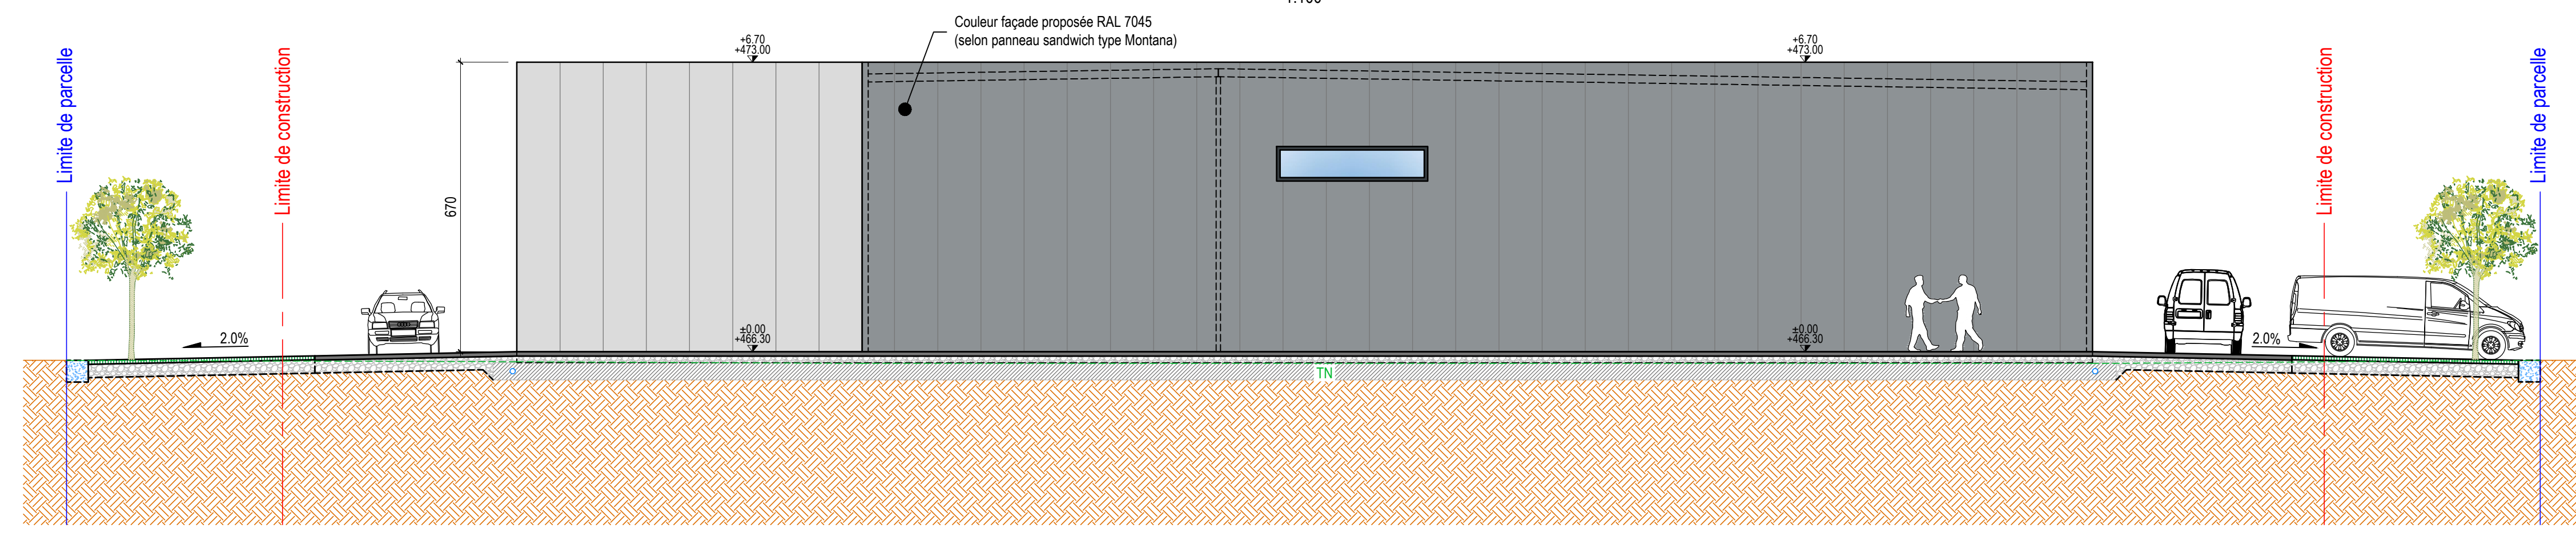 Couleur façade proposée RAL 7045
(selon panneau sandwich type Montana)
+6.70
+473.00
+6.70
+473.00
Limite de parcelle
Limite de construction
Limite de construction
Limite de parcelle
670
2.0%
±0.00
+466.30
±0.00
+466.30
2.0%
TN